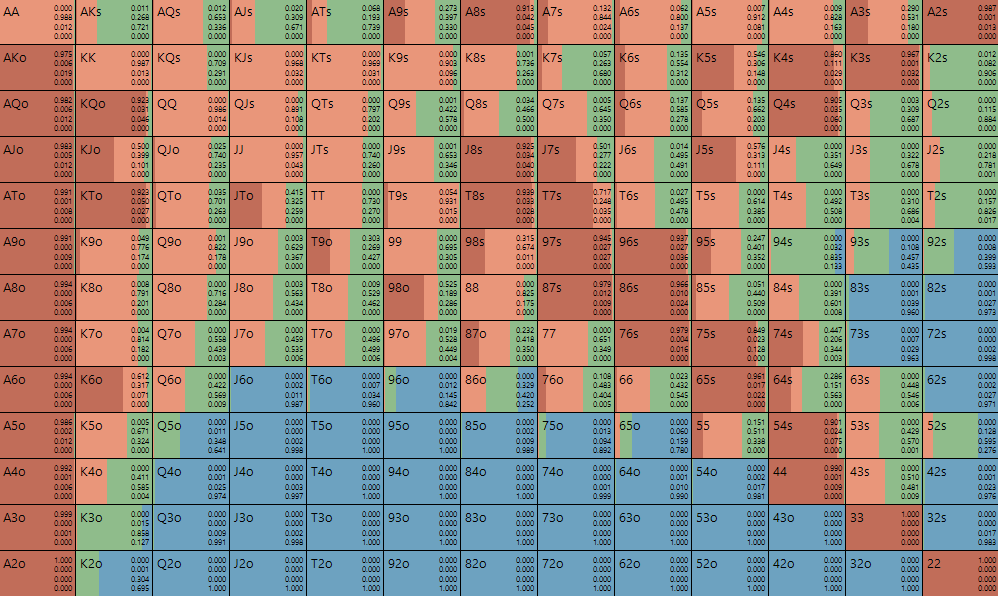 AA 0.000 0.988 0.012 0.000
AKs 0.011 0.268 0.721 0.000
AQs 0.012 0.653 0.336 0.000
AJs 0.020 0.309 0.671 0.000
ATs 0.068 0.193 0.739 0.000
A9s 0.273 0.397 0.330 0.000
A8s 0.913 0.042 0.045 0.000
A7s 0.132 0.844 0.024 0.000
A6s 0.062 0.800 0.137 0.000
A5s 0.007 0.912 0.081 0.000
A4s 0.009 0.828 0.163 0.000
A3s 0.290 0.531 0.180 0.000
A2s 0.987 0.001 0.013 0.000
AKo 0.975 0.006 0.019 0.000
KK 0.000 0.987 0.013 0.000
KQs 0.000 0.709 0.291 0.000
KJs 0.000 0.968 0.032 0.000
KTs 0.000 0.969 0.031 0.000
K9s 0.000 0.903 0.096 0.000
K8s 0.001 0.736 0.263 0.000
K7s 0.057 0.263 0.680 0.000
K6s 0.135 0.554 0.312 0.000
K5s 0.546 0.306 0.148 0.000
K4s 0.860 0.111 0.029 0.000
K3s 0.967 0.001 0.032 0.000
K2s 0.012 0.082 0.906 0.000
AQo 0.982 0.006 0.012 0.000
KQo 0.923 0.031 0.046 0.000
QQ 0.000 0.986 0.014 0.000
QJs 0.000 0.891 0.108 0.000
QTs 0.000 0.797 0.202 0.000
Q9s 0.001 0.422 0.578 0.000
Q8s 0.034 0.466 0.500 0.000
Q7s 0.005 0.645 0.350 0.000
Q6s 0.137 0.585 0.278 0.000
Q5s 0.135 0.662 0.203 0.000
Q4s 0.905 0.035 0.060 0.000
Q3s 0.003 0.309 0.687 0.000
Q2s 0.000 0.115 0.884 0.000
AJo 0.983 0.005 0.012 0.000
KJo 0.500 0.399 0.101 0.000
QJo 0.025 0.740 0.235 0.000
JJ 0.000 0.957 0.043 0.000
JTs 0.000 0.740 0.260 0.000
J9s 0.001 0.653 0.346 0.000
J8s 0.925 0.034 0.040 0.000
J7s 0.501 0.277 0.222 0.000
J6s 0.014 0.495 0.491 0.000
J5s 0.576 0.313 0.111 0.000
J4s 0.000 0.351 0.649 0.000
J3s 0.000 0.322 0.678 0.000
J2s 0.000 0.218 0.781 0.001
ATo 0.991 0.001 0.008 0.000
KTo 0.923 0.050 0.027 0.000
QTo 0.035 0.701 0.263 0.000
JTo 0.415 0.325 0.259 0.000
TT 0.000 0.730 0.270 0.000
T9s 0.054 0.931 0.015 0.000
T8s 0.939 0.033 0.028 0.000
T7s 0.717 0.248 0.035 0.000
T6s 0.027 0.495 0.478 0.000
T5s 0.000 0.614 0.385 0.000
T4s 0.000 0.492 0.508 0.000
T3s 0.000 0.310 0.686 0.004
T2s 0.000 0.157 0.826 0.017
A9o 0.991 0.000 0.009 0.000
K9o 0.049 0.776 0.174 0.000
Q9o 0.001 0.822 0.178 0.000
J9o 0.003 0.629 0.367 0.000
T9o 0.303 0.269 0.427 0.000
99 0.000 0.695 0.305 0.000
98s 0.315 0.674 0.011 0.000
97s 0.945 0.027 0.027 0.000
96s 0.937 0.027 0.036 0.000
95s 0.247 0.401 0.352 0.000
94s 0.000 0.032 0.835 0.133
93s 0.000 0.108 0.457 0.435
92s 0.000 0.008 0.399 0.593
A8o 0.994 0.000 0.006 0.000
K8o 0.008 0.791 0.201 0.000
Q8o 0.000 0.716 0.284 0.000
J8o 0.003 0.563 0.434 0.000
T8o 0.009 0.529 0.462 0.000
98o 0.525 0.189 0.286 0.000
88 0.000 0.825 0.175 0.000
87s 0.979 0.012 0.009 0.000
86s 0.966 0.010 0.024 0.000
85s 0.051 0.440 0.509 0.000
84s 0.000 0.391 0.601 0.008
83s 0.000 0.001 0.039 0.960
82s 0.000 0.001 0.027 0.973
A7o 0.994 0.000 0.006 0.000
K7o 0.004 0.814 0.182 0.000
Q7o 0.000 0.558 0.439 0.003
J7o 0.000 0.459 0.535 0.006
T7o 0.000 0.496 0.498 0.006
97o 0.019 0.528 0.449 0.004
87o 0.232 0.418 0.350 0.000
77 0.000 0.651 0.349 0.000
76s 0.979 0.004 0.016 0.000
75s 0.849 0.023 0.128 0.000
74s 0.447 0.206 0.344 0.003
73s 0.000 0.007 0.029 0.963
72s 0.000 0.000 0.002 0.998
A6o 0.994 0.000 0.006 0.000
K6o 0.612 0.317 0.071 0.000
Q6o 0.000 0.422 0.569 0.009
J6o 0.000 0.002 0.011 0.987
T6o 0.000 0.007 0.034 0.960
96o 0.000 0.012 0.145 0.842
86o 0.000 0.329 0.420 0.252
76o 0.108 0.483 0.404 0.005
66 0.023 0.432 0.545 0.000
65s 0.961 0.017 0.022 0.000
64s 0.286 0.151 0.563 0.000
63s 0.000 0.448 0.546 0.006
62s 0.000 0.002 0.027 0.971
A5o 0.986 0.002 0.012 0.000
K5o 0.005 0.671 0.324 0.000
Q5o 0.000 0.011 0.348 0.641
J5o 0.000 0.000 0.002 0.998
T5o 0.000 0.000 0.000 1.000
95o 0.000 0.001 0.005 0.994
85o 0.000 0.002 0.009 0.989
75o 0.000 0.013 0.094 0.892
65o 0.000 0.060 0.159 0.780
55 0.151 0.511 0.338 0.000
54s 0.901 0.024 0.075 0.000
53s 0.000 0.429 0.570 0.001
52s 0.000 0.128 0.595 0.276
A4o 0.992 0.001 0.006 0.000
K4o 0.000 0.411 0.585 0.004
Q4o 0.000 0.001 0.025 0.974
J4o 0.000 0.000 0.003 0.997
T4o 0.000 0.000 0.000 1.000
94o 0.000 0.000 0.000 1.000
84o 0.000 0.000 0.000 1.000
74o 0.000 0.000 0.001 0.999
64o 0.000 0.001 0.010 0.990
54o 0.000 0.002 0.017 0.981
44 0.990 0.000 0.009 0.000
43s 0.000 0.510 0.481 0.009
42s 0.000 0.001 0.023 0.976
A3o 0.999 0.000 0.001 0.000
K3o 0.000 0.015 0.858 0.127
Q3o 0.000 0.000 0.009 0.991
J3o 0.000 0.000 0.002 0.998
T3o 0.000 0.000 0.000 1.000
93o 0.000 0.000 0.000 1.000
83o 0.000 0.000 0.000 1.000
73o 0.000 0.000 0.000 1.000
63o 0.000 0.000 0.000 1.000
53o 0.000 0.000 0.000 1.000
43o 0.000 0.000 0.000 1.000
33 1.000 0.000 0.000 0.000
32s 0.000 0.000 0.017 0.983
A2o 1.000 0.000 0.000 0.000
K2o 0.000 0.001 0.304 0.695
Q2o 0.000 0.000 0.000 1.000
J2o 0.000 0.000 0.000 1.000
T2o 0.000 0.000 0.000 1.000
92o 0.000 0.000 0.000 1.000
82o 0.000 0.000 0.000 1.000
72o 0.000 0.000 0.000 1.000
62o 0.000 0.000 0.000 1.000
52o 0.000 0.000 0.000 1.000
42o 0.000 0.000 0.000 1.000
32o 0.000 0.000 0.000 1.000
22 1.000 0.000 0.000 0.000